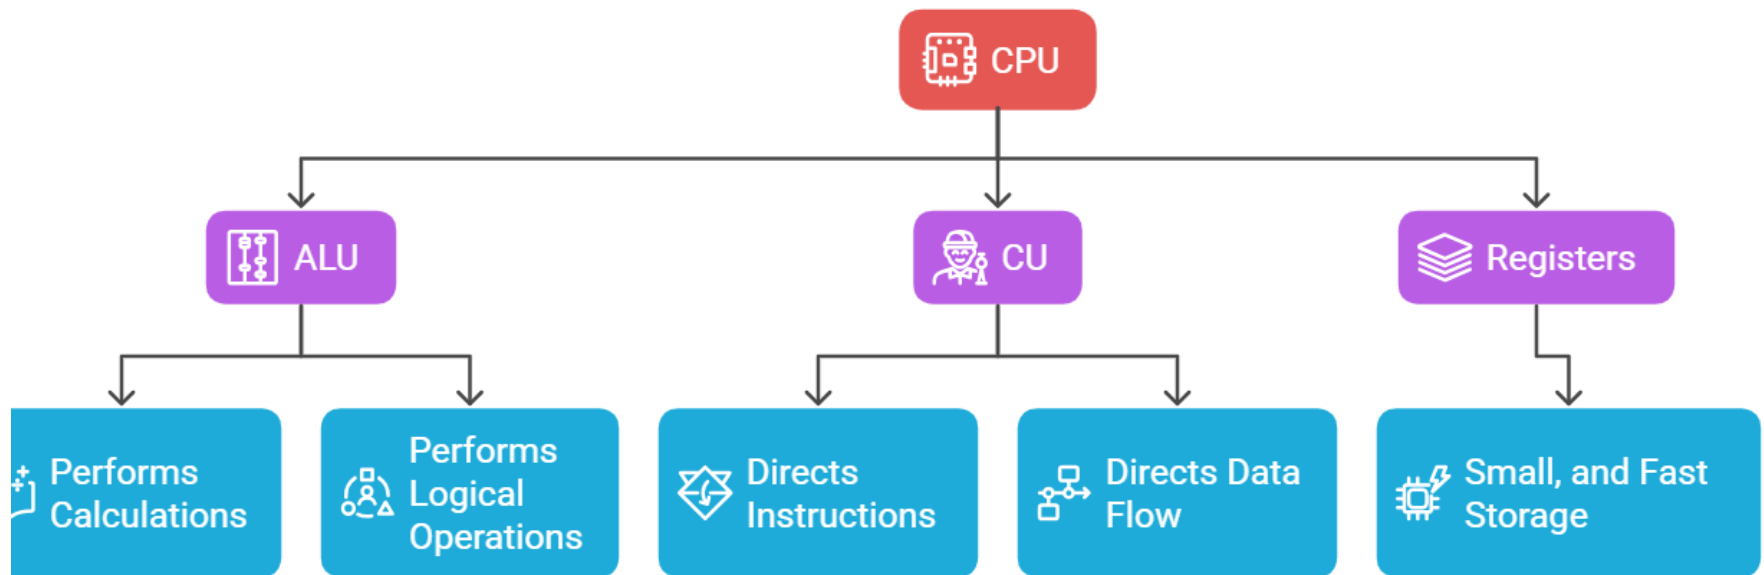 CPU
ALU
CU
Registers
Performs
Calculations
Performs
Logical
Operations
Directs
Instructions
Directs Data
Flow
Small, and Fast
Storage